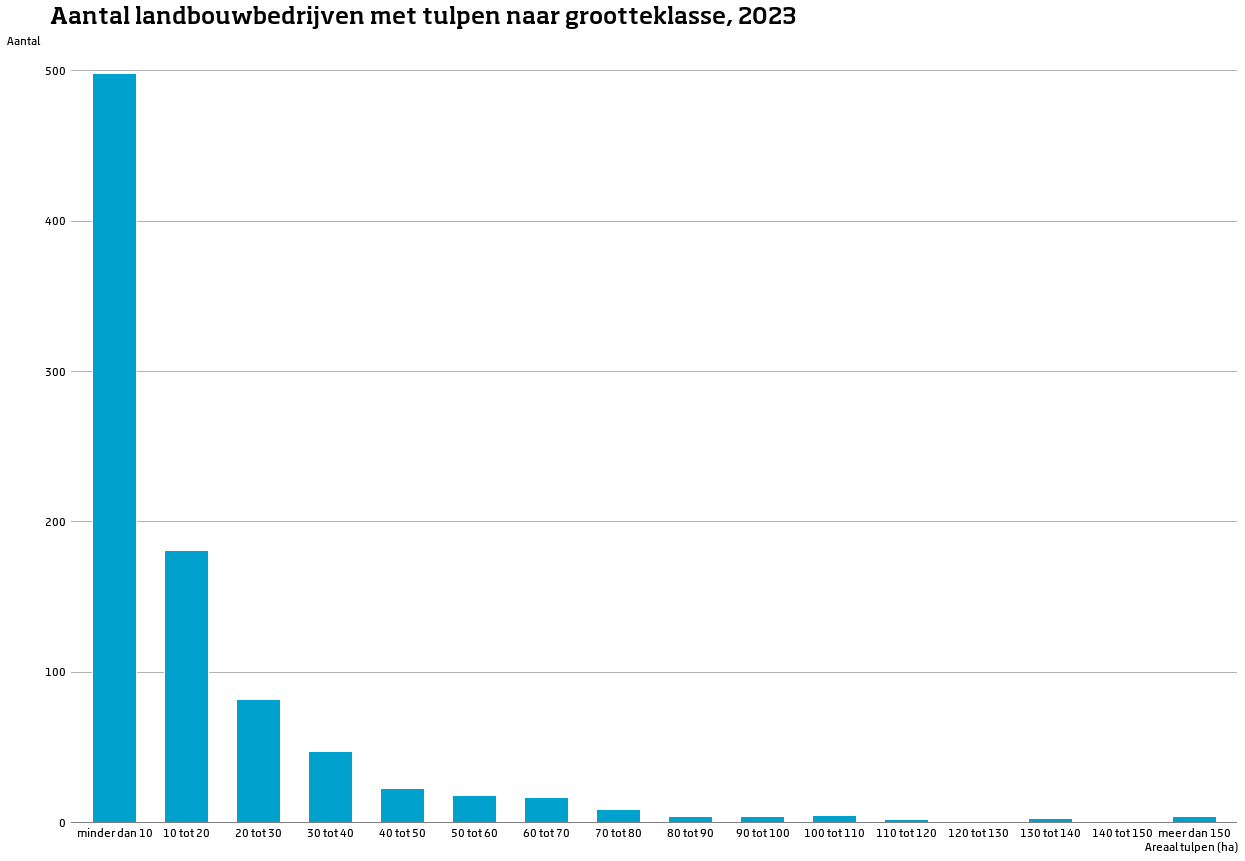 Aantal landbouwbedrijven met tulpen naar grootteklasse, 2023
Aantal
500
400
300
200
100
0
minder dan 10 10 tot 20 20 tot 30 30 tot 40 40 tot 50 50 tot 60 60 tot 70 70 tot 80 80 tot 90 90 tot 100 100 tot 110 110 tot 120 120 tot 130 130 tot 140 140 tot 150 meer dan 150
Areaal tulpen (ha)